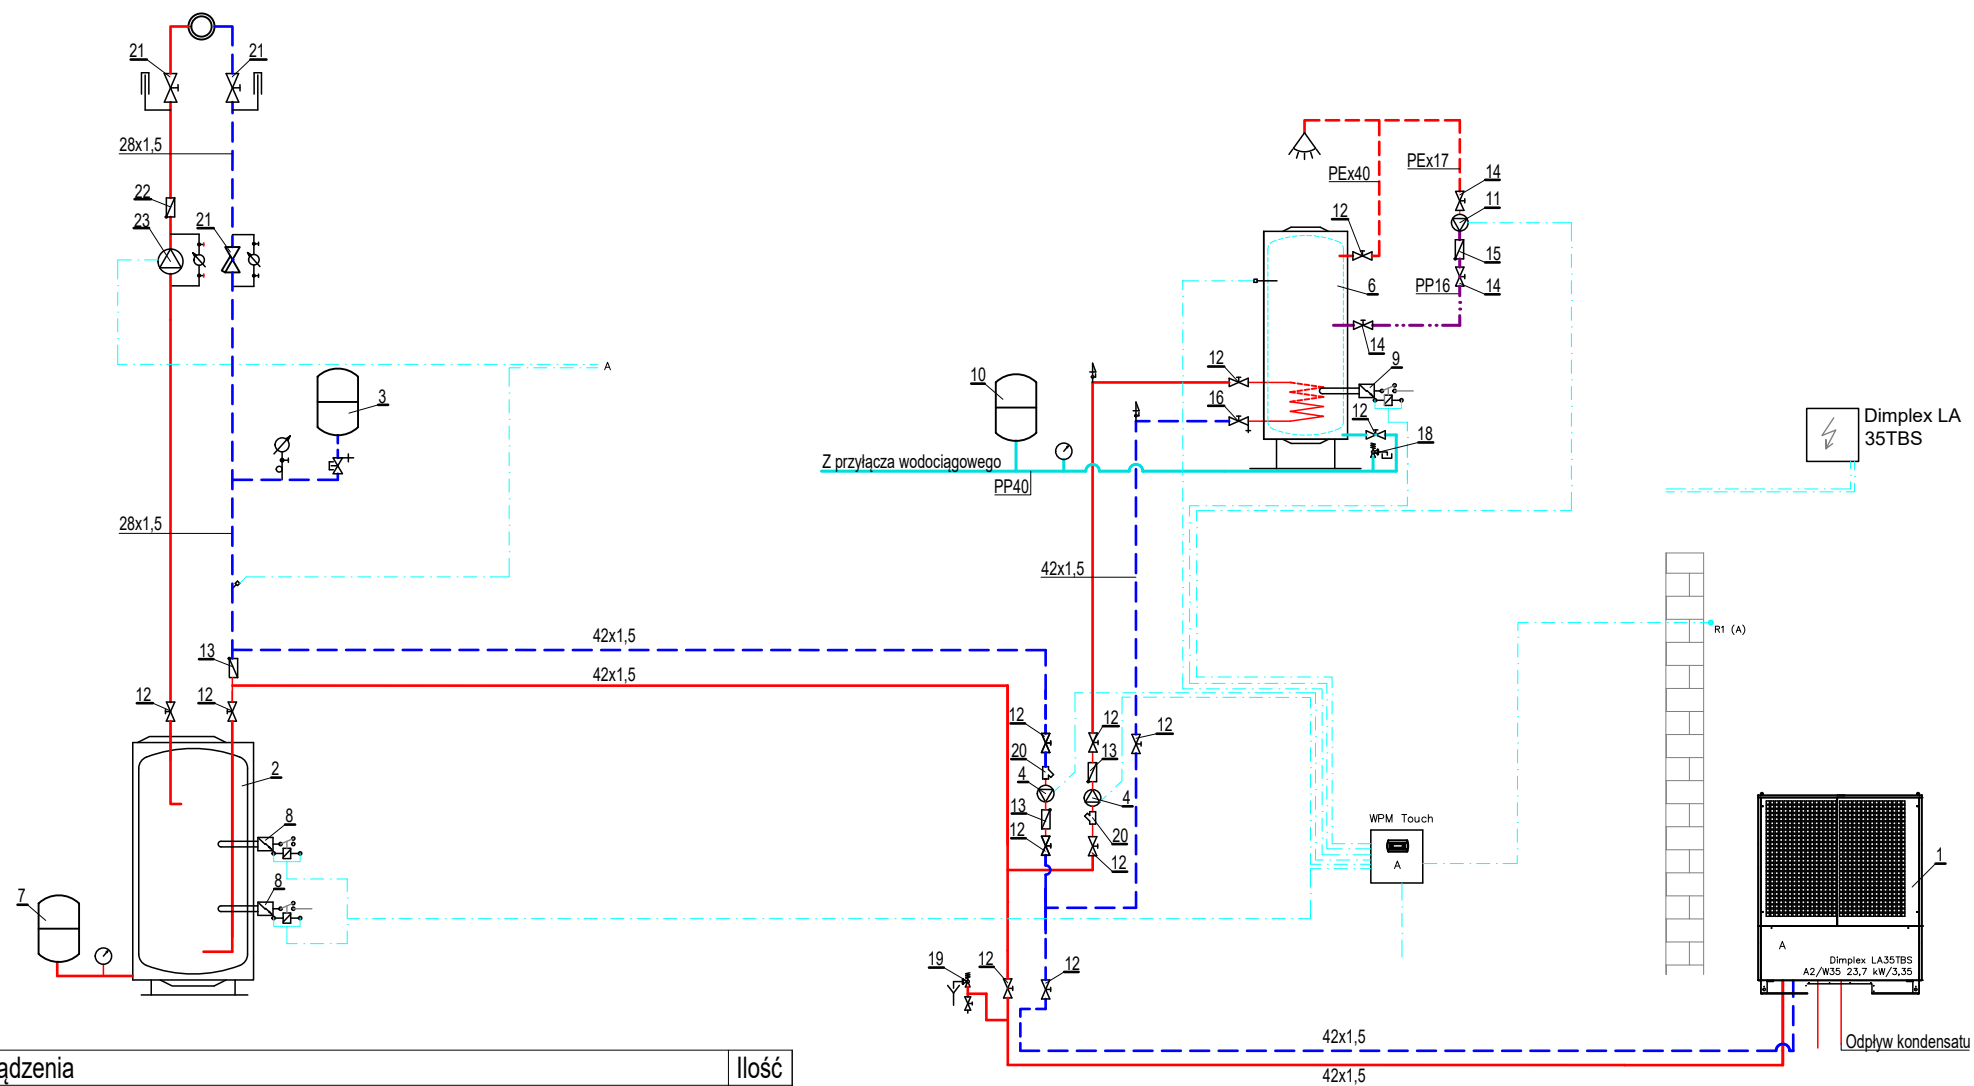 21
21
28x1,5
22
23
21
3
28x1,5
A
13
12
12
42x1,5
42x1,5
2
8
8
7
PEx40
PEx17
14
11
15
14
PP16
12
6
14
9
12
10
12
16
18
Z przyłącza wodociągowego
PP40
42x1,5
Dimplex LA
35TBS
R1 (A)
12
20
4
13
12
12
13
4
20
12
12
WPM Touch
A
1
A
Dimplex LA35TBS
A2/W35 23,7 kW/3,35
19
12
12
42x1,5
42x1,5
Odpływ kondensatu
ądzenia
Ilość